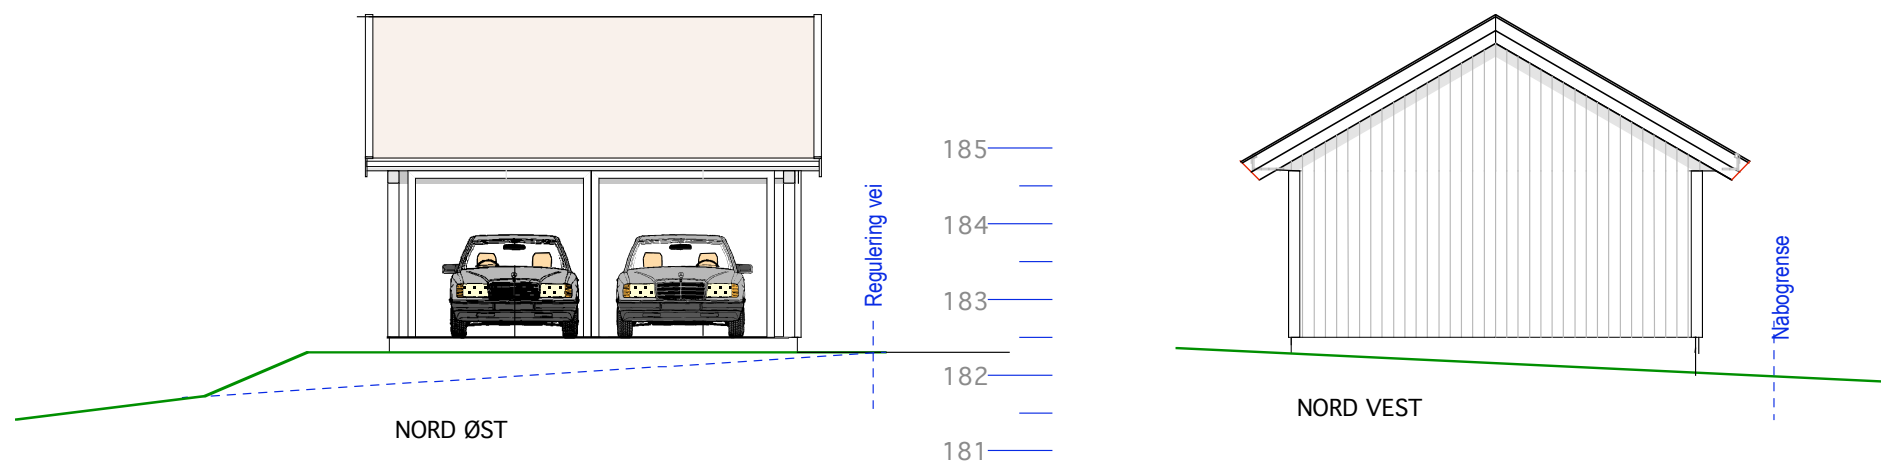 185
184
183
182
181
Regulering vei
NORD ØST
Nabogrense
NORD VEST